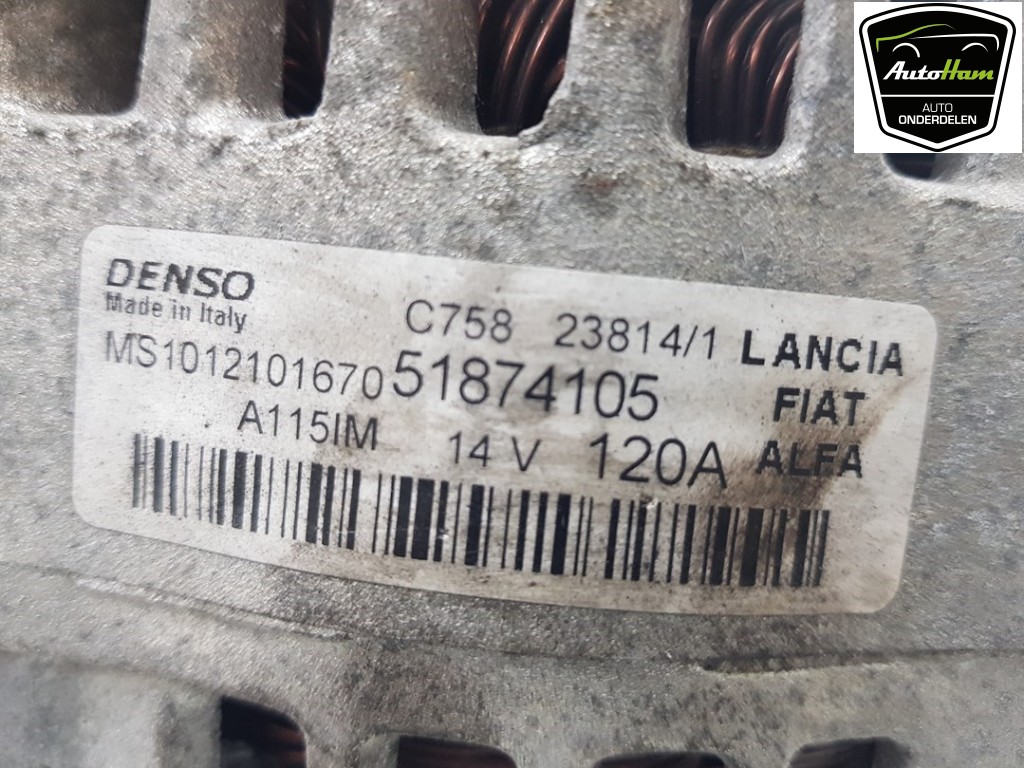 AutoHam
AUTO
ONDERDELEN
DENSO
Made in Italy
C758 23814/1 LANCIA
MS1012101670 51874105 FIAT
A115IM 14 V 120A ALFA